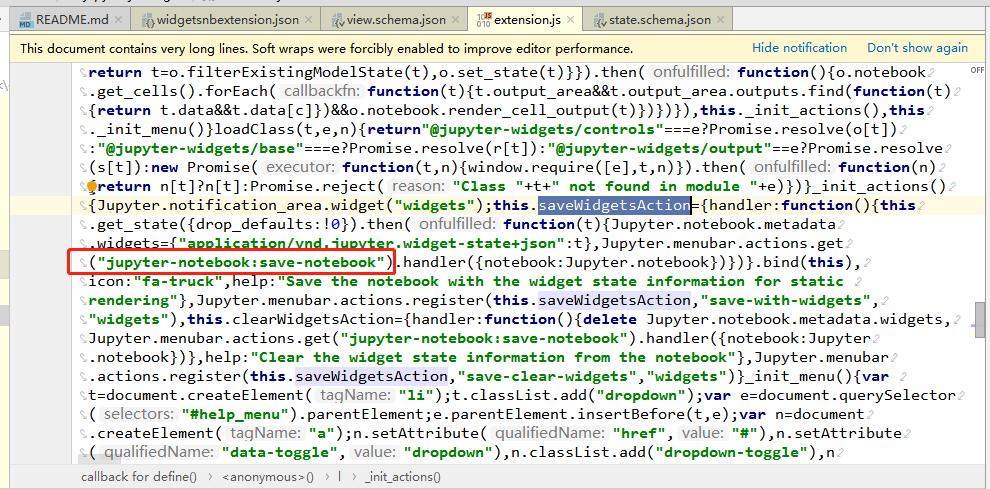 README.md
widgetsnbextension.json
view.schema.json
extension.js
state.schema.json
This document contains very long lines. Soft wraps were forcibly enabled to improve editor performance.
Hide notification
Don't show again
OFF
return t=o.filterExistingModelState(t),o.set_state(t)}}).then( onfulfilled: function(){o.notebook
.get_cells().forEach( callbackfn: function(t){t.output_area&&t.output_area.outputs.find(function(t)
{return t.data&&t.data[c]})&&o.notebook.render_cell_output(t)})})}),this._init_actions(),this
._init_menu()}loadClass(t,e,n){return"@jupyter-widgets/controls"===e?Promise.resolve(o[t])
:"@jupyter-widgets/base"===e?Promise.resolve(r[t]):"@jupyter-widgets/output"==e?Promise.resolve
(s[t]):new Promise( executor: function(t,n){window.require([e],t,n)}).then( onfulfilled: function(n)
{return n[t]?n[t]:Promise.reject( reason: "Class "+t+" not found in module "+e)})}_init_actions()
{Jupyter.notification_area.widget("widgets");this.saveWidgetsAction={handler:function(){this
.get_state({drop_defaults:!0}).then( onfulfilled: function(t){Jupyter.notebook.metadata
.widgets={"application/vnd.jupyter.widget-state+json":t},Jupyter.menubar.actions.get
("jupyter-notebook:save-notebook").handler({notebook:Jupyter.notebook})})}.bind(this),
icon:"fa-truck",help:"Save the notebook with the widget state information for static
rendering"},Jupyter.menubar.actions.register(this.saveWidgetsAction,"save-with-widgets",
"widgets"),this.clearWidgetsAction={handler:function(){delete Jupyter.notebook.metadata.widgets,
Jupyter.menubar.actions.get("jupyter-notebook:save-notebook").handler({notebook:Jupyter
.notebook})},help:"Clear the widget state information from the notebook"},Jupyter.menubar
.actions.register(this.saveWidgetsAction,"save-clear-widgets","widgets")}_init_menu(){var
t=document.createElement( tagName: "li");t.classList.add("dropdown");var e=document.querySelector
( selectors: "#help_menu").parentElement;e.parentElement.insertBefore(t,e);var n=document
.createElement( tagName: "a");n.setAttribute( qualifiedName: "href", value: "#"),n.setAttribute
( qualifiedName: "data-toggle", value: "dropdown"),n.classList.add("dropdown-toggle"),n
callback for define() › <anonymous>() › l › _init_actions()